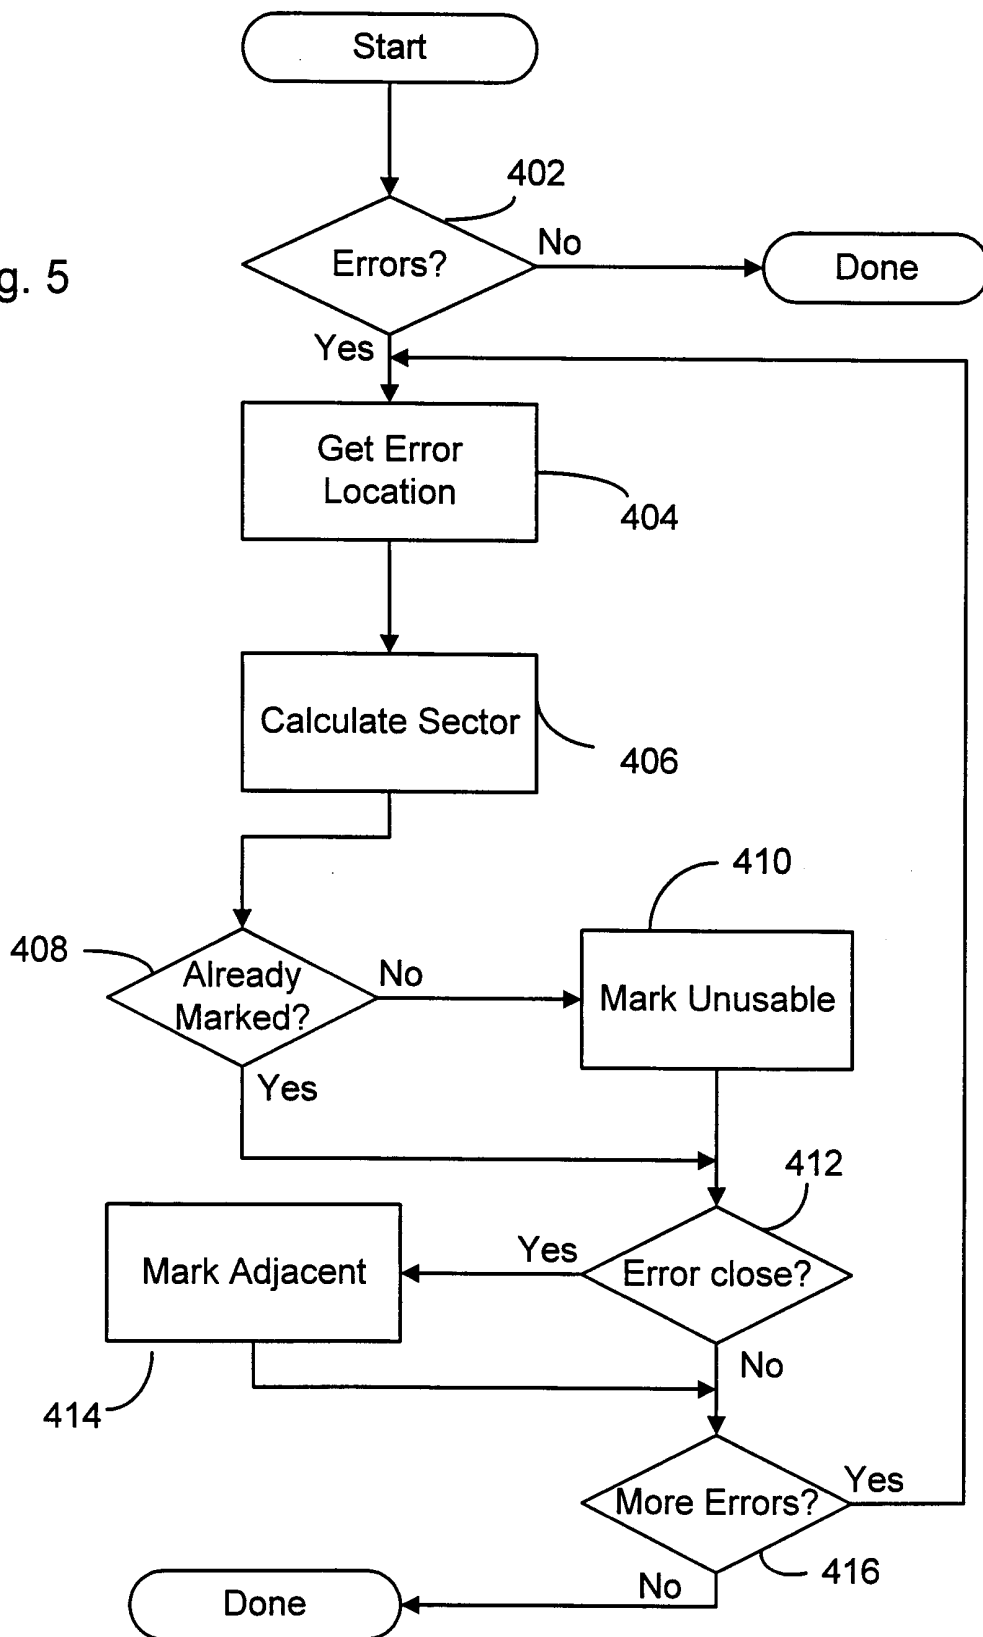 Start
402
Errors?
No
Done
g. 5
Yes
Get Error
Location
404
Calculate Sector
406
410
408
Already
Marked?
No
Mark Unusable
Yes
412
Mark Adjacent
Yes
Error close?
No
414
More Errors?
Yes
416
No
Done